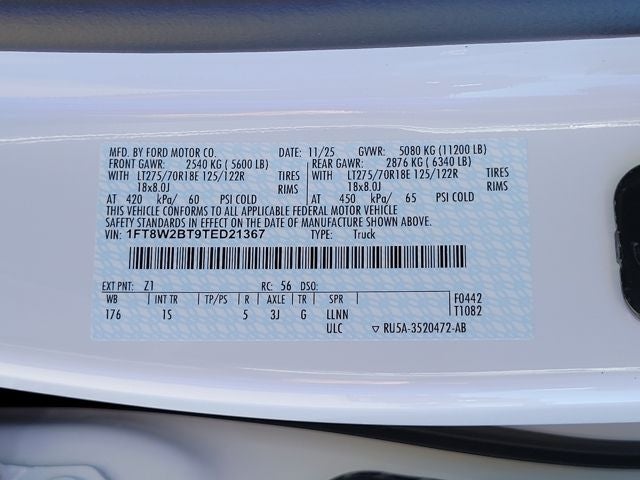 MFD. BY FORD MOTOR CO. DATE: 11/25 GVWR: 5080 KG (11200 LB)
FRONT GAWR: 2540 KG (5600 LB) REAR GAWR: 2876 KG (6340 LB)
WITH LT275/70R18E 125/122R TIRES WITH LT275/70R18E 125/122R TIRES
18x8.0J RIMS 18x8.0J RIMS
AT 420 kPa/ 60 PSI COLD AT 450 kPa/ 65 PSI COLD
THIS VEHICLE CONFORMS TO ALL APPLICABLE FEDERAL MOTOR VEHICLE
SAFETY STANDARDS IN EFFECT ON THE DATE OF MANUFACTURE SHOWN ABOVE.
VIN: 1FT8W2BT9TED21367 TYPE: Truck
EXT PNT: Z1 RC: 56 DSO:
WB INT TR TP/PS R AXLE TR SPR F0442
176 1S 5 3J G LLNN T1082
ULC ▽ RU5A-3520472-AB